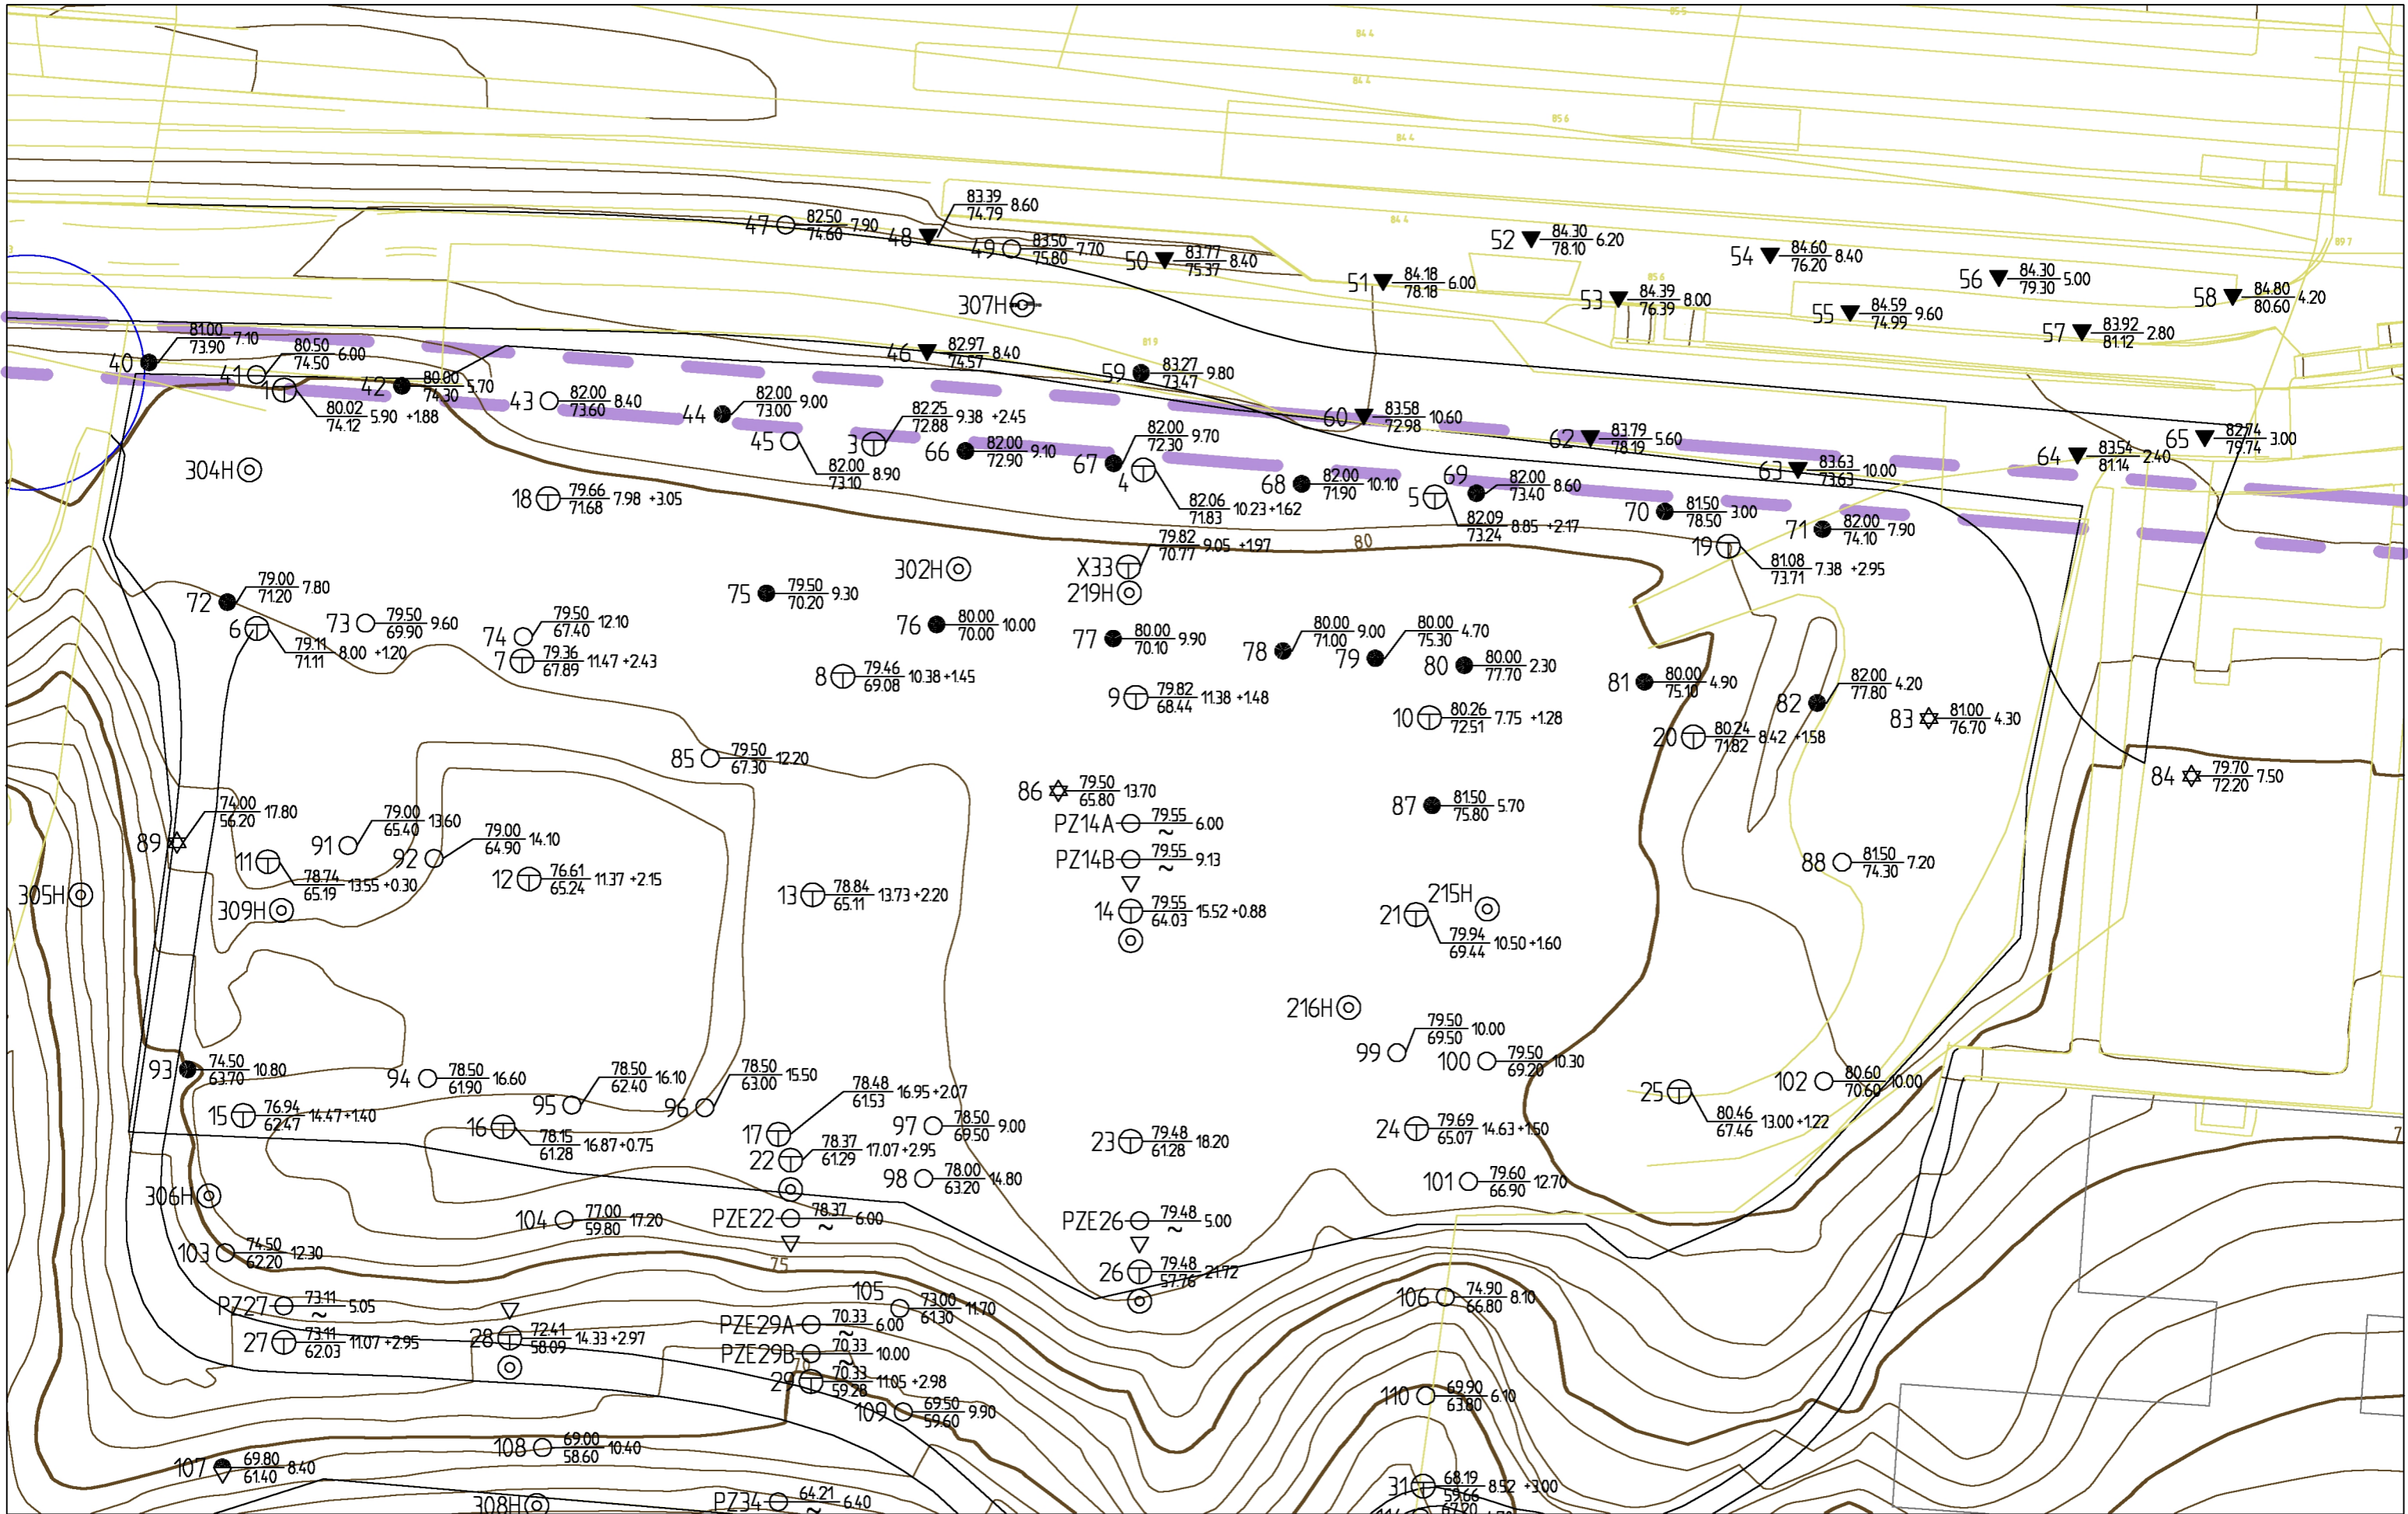 855
844
844
856
844
844
897
3
856
819
47 82.50 74.60 7.90
48 83.39 74.79 8.60
49 83.50 75.80 7.70
50 83.77 75.37 8.40
51 84.18 78.18 6.00
52 84.30 78.10 6.20
53 84.39 76.39 8.00
54 84.60 76.20 8.40
55 84.59 74.99 9.60
56 84.30 79.30 5.00
57 83.92 81.12 2.80
58 84.80 80.60 4.20
307H
40 81.00 73.90 7.10
41 80.50 74.50 6.00
1 80.02 74.12 5.90 +1.88
42 80.00 74.30 5.70
43 82.00 73.60 8.40
44 82.00 73.00 9.00
45 82.00 73.10 8.90
46 82.97 74.57 8.40
59 83.27 73.47 9.80
60 83.58 72.98 10.60
62 83.79 78.19 5.60
63 83.63 73.63 10.00
64 83.54 81.14 2.40
65 82.74 79.74 3.00
3 82.25 72.88 9.38 +2.45
66 82.00 72.90 9.10
67 82.00 72.30 9.70
4 82.06 71.83 10.23 +1.62
68 82.00 71.90 10.10
69 82.00 73.40 8.60
5 82.09 73.24 8.85 +2.17
70 81.50 78.50 3.00
71 82.00 74.10 7.90
19 81.08 73.71 7.38 +2.95
304H
18 79.66 71.68 7.98 +3.05
80
302H
X33 79.82 70.77 9.05 +1.97
219H
72 79.00 71.20 7.80
6 79.11 71.11 8.00 +1.20
73 79.50 69.90 9.60
74 79.50 67.40 12.10
7 79.36 67.89 11.47 +2.43
75 79.50 70.20 9.30
76 80.00 70.00 10.00
77 80.00 70.10 9.90
78 80.00 71.00 9.00
79 80.00 75.30 4.70
80 80.00 77.70 2.30
81 80.00 75.10 4.90
82 82.00 77.80 4.20
83 81.00 76.70 4.30
84 79.70 72.20 7.50
8 79.46 69.08 10.38 +1.45
9 79.82 68.44 11.38 +1.48
10 80.26 72.51 7.75 +1.28
20 80.24 71.82 8.42 +1.58
85 79.50 67.30 12.20
86 79.50 65.80 13.70
87 81.50 75.80 5.70
88 81.50 74.30 7.20
PZ14A 79.55 ~ 6.00
PZ14B 79.55 ~ 9.13
14 79.55 64.03 15.52 +0.88
89 74.00 56.20 17.80
91 79.00 65.40 13.60
92 79.00 64.90 14.10
11 78.74 65.19 13.55 +0.30
12 76.61 65.24 11.37 +2.15
13 78.84 65.11 13.73 +2.20
305H
309H
215H
21 79.94 69.44 10.50 +1.60
216H
99 79.50 69.50 10.00
100 79.50 69.20 10.30
102 80.60 70.60 10.00
25 80.46 67.46 13.00 +1.22
93 74.50 63.70 10.80
94 78.50 61.90 16.60
95 78.50 62.40 16.10
96 78.50 63.00 15.50
15 76.94 62.47 14.47 +1.40
16 78.15 61.28 16.87 +0.75
17 78.48 61.53 16.95 +2.07
22 78.37 61.29 17.07 +2.95
97 78.50 69.50 9.00
98 78.00 63.20 14.80
23 79.48 61.28 18.20
24 79.69 65.07 14.63 +1.50
101 79.60 66.90 12.70
306H
104 77.00 59.80 17.20
PZE22 78.37 ~ 6.00
PZE26 79.48 ~ 5.00
26 79.48 57.76 21.72
103 74.50 62.20 12.30
75
7
PZ27 73.11 ~ 5.05
27 73.11 62.03 11.07 +2.95
28 72.41 58.09 14.33 +2.97
105 73.00 61.30 11.70
PZE29A 70.33 ~ 6.00
PZE29B 70.33 ~ 10.00
70
29 70.33 59.28 11.05 +2.98
106 74.90 66.80 8.10
109 69.50 59.60 9.90
110 69.90 63.80 6.10
107 69.80 61.40 8.40
108 69.00 58.60 10.40
308H
PZ34 64.21 ~ 6.40
31 68.19 59.66 8.52 +3.00
67.20